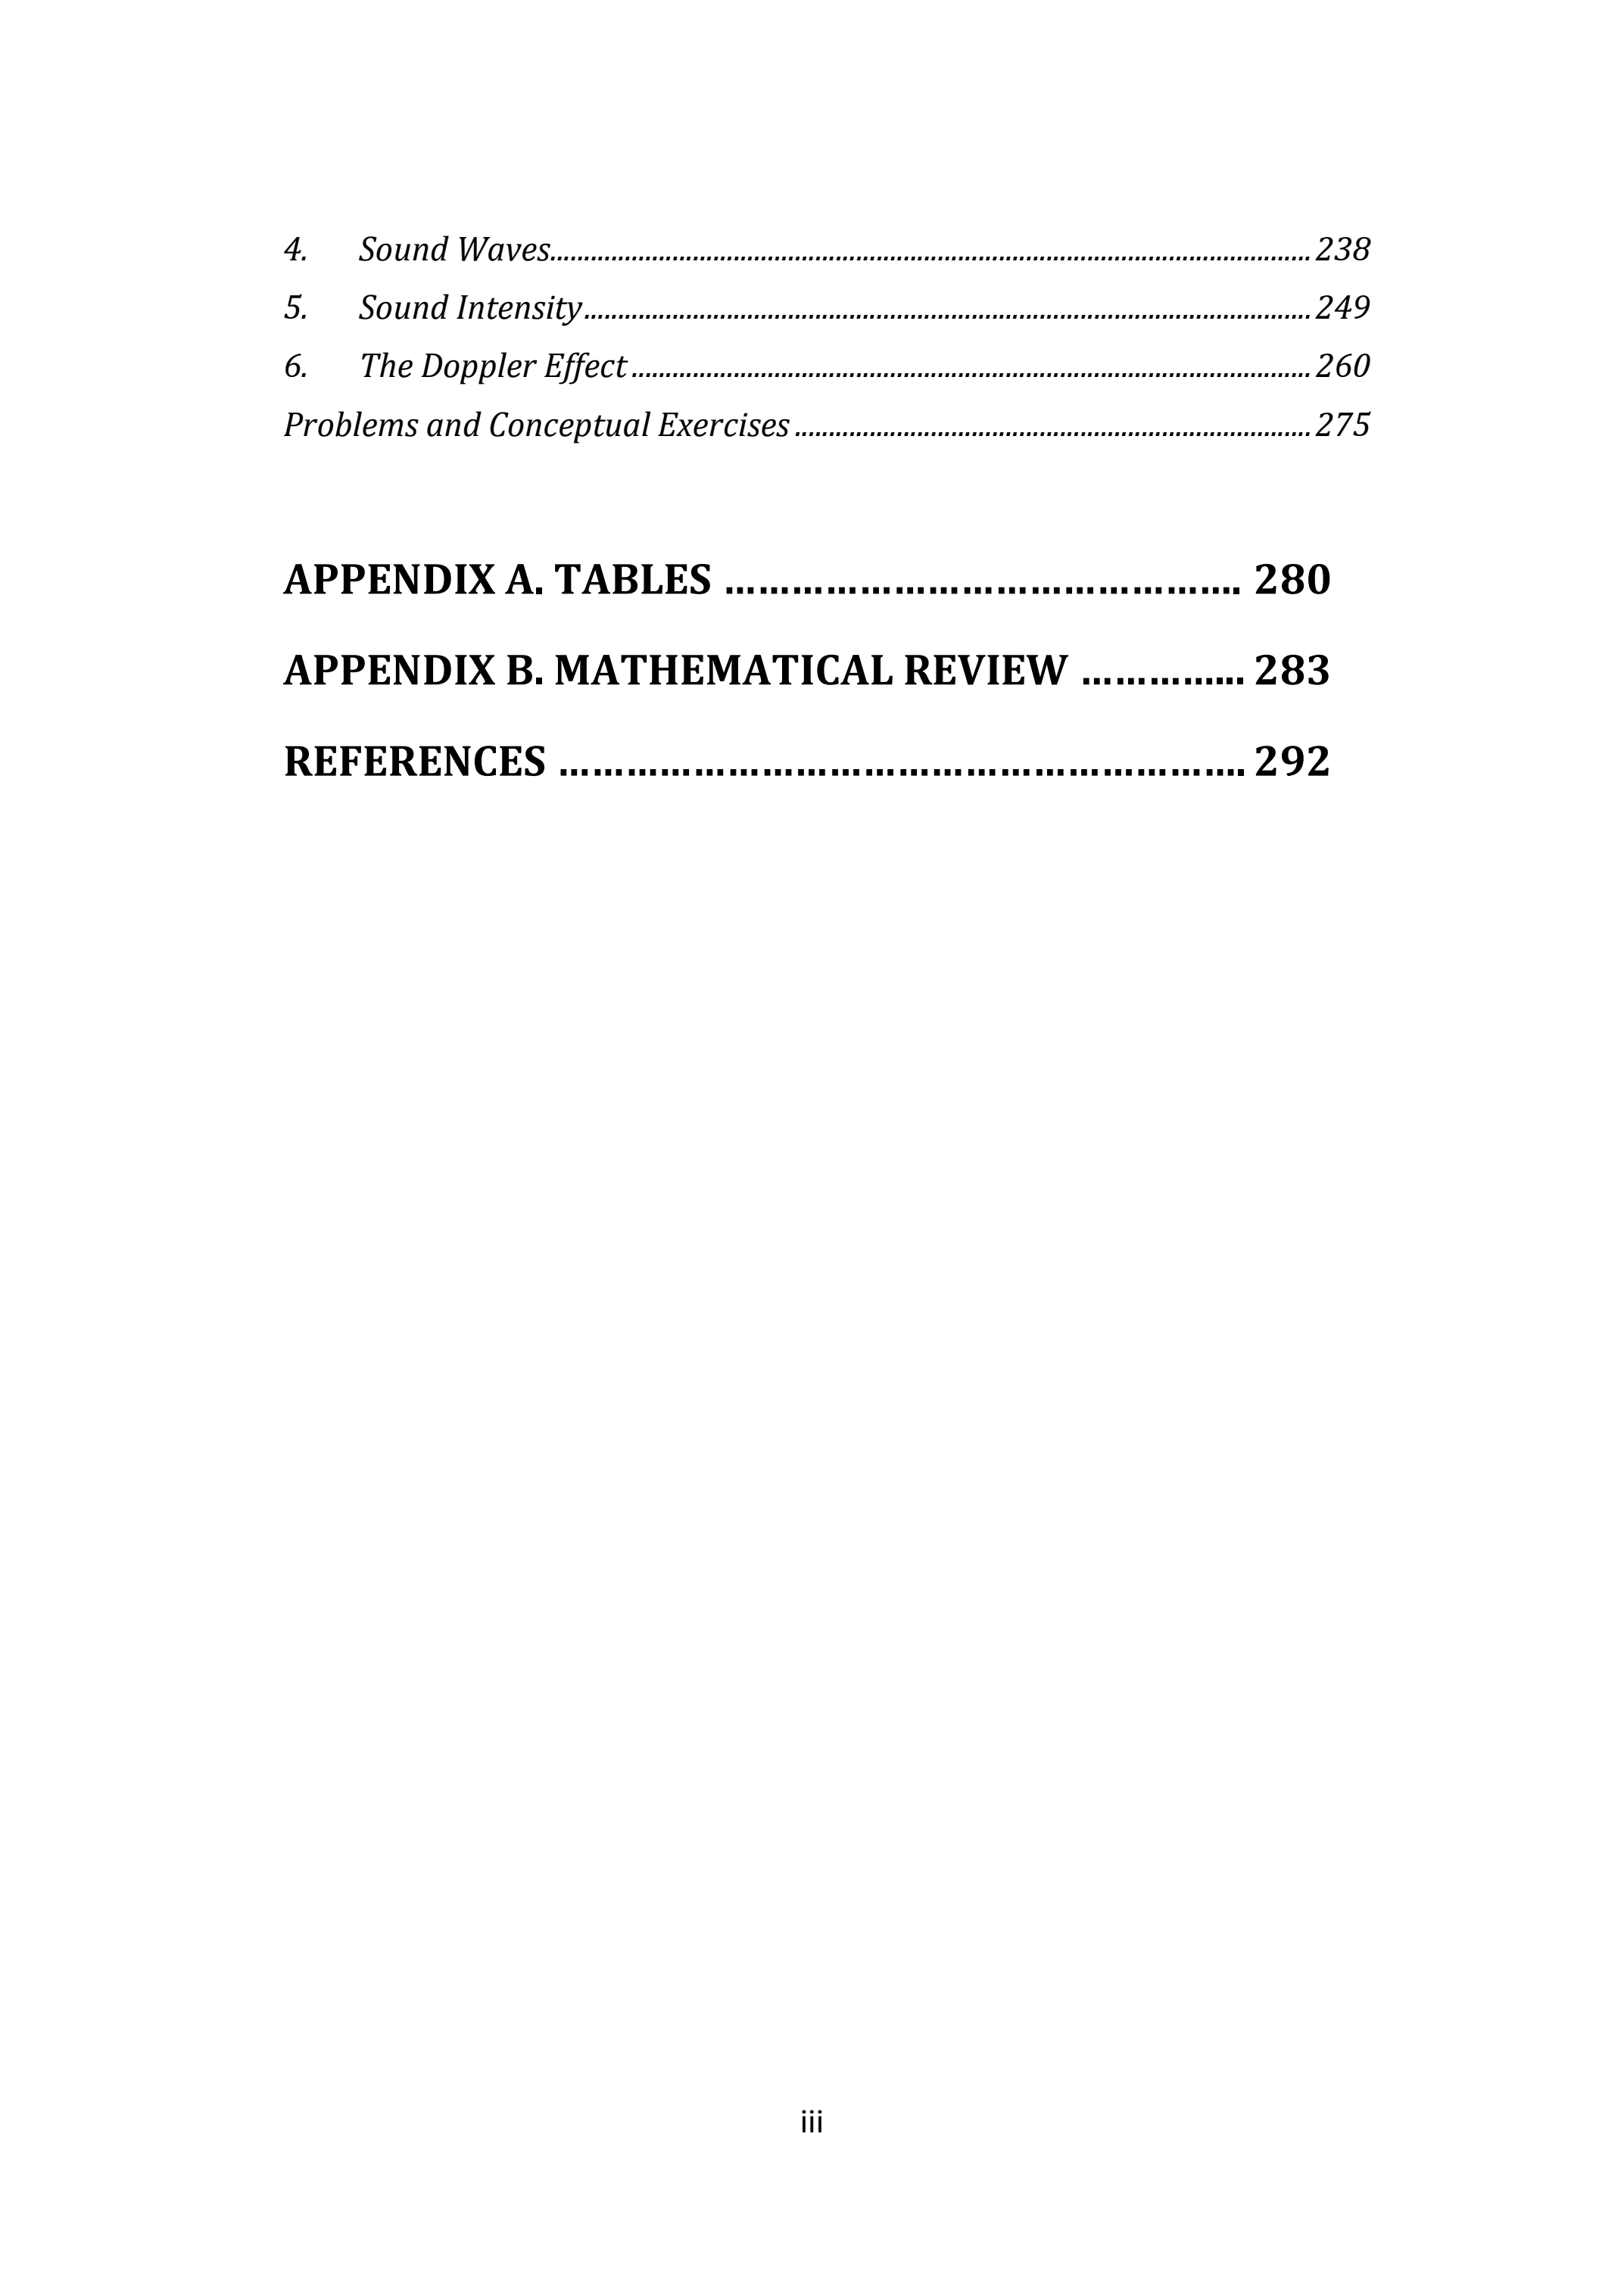 4. Sound Waves........................................................................................................................ 238
5. Sound Intensity................................................................................................................... 249
6. The Doppler Effect ........................................................................................................... 260
Problems and Conceptual Exercises .................................................................................. 275
APPENDIX A. TABLES ………………………………………. 280
APPENDIX B. MATHEMATICAL REVIEW ………….... 283
REFERENCES ……………………………………………………. 292
iii